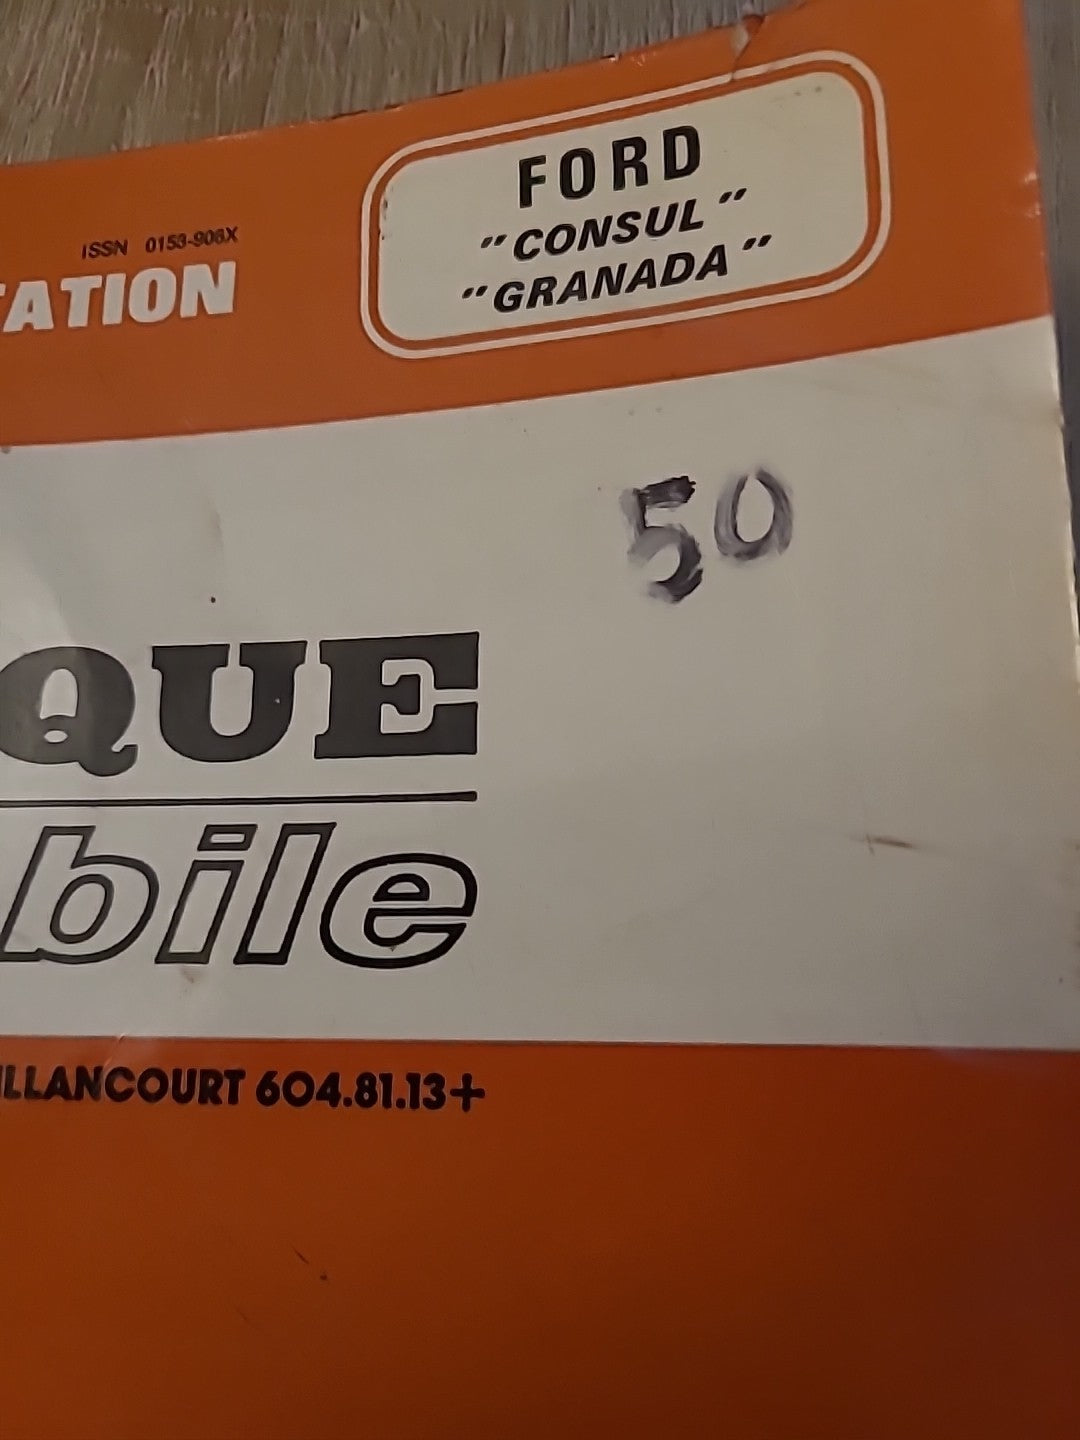 FORD
"CONSUL"
"GRANADA"
ISSN 0153-906X
TATION
50
QUE
bile
ILLANCOURT 604.81.13+